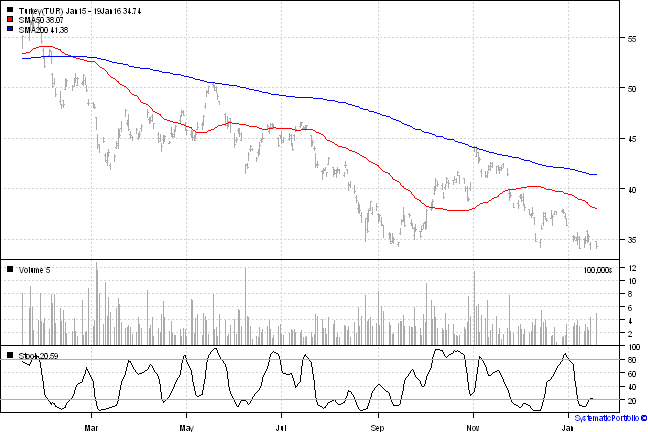 Turkey(TUR) Jan15 - 19Jan16 34.74
SMA50 38.07
SMA200 41.38
55
50
45
40
35
Volume 5
100,000s
12
10
8
6
4
2
Stoch 20.59
100
80
60
40
20
Mar May Jul Sep Nov Jan
SystematicPortfolio ©